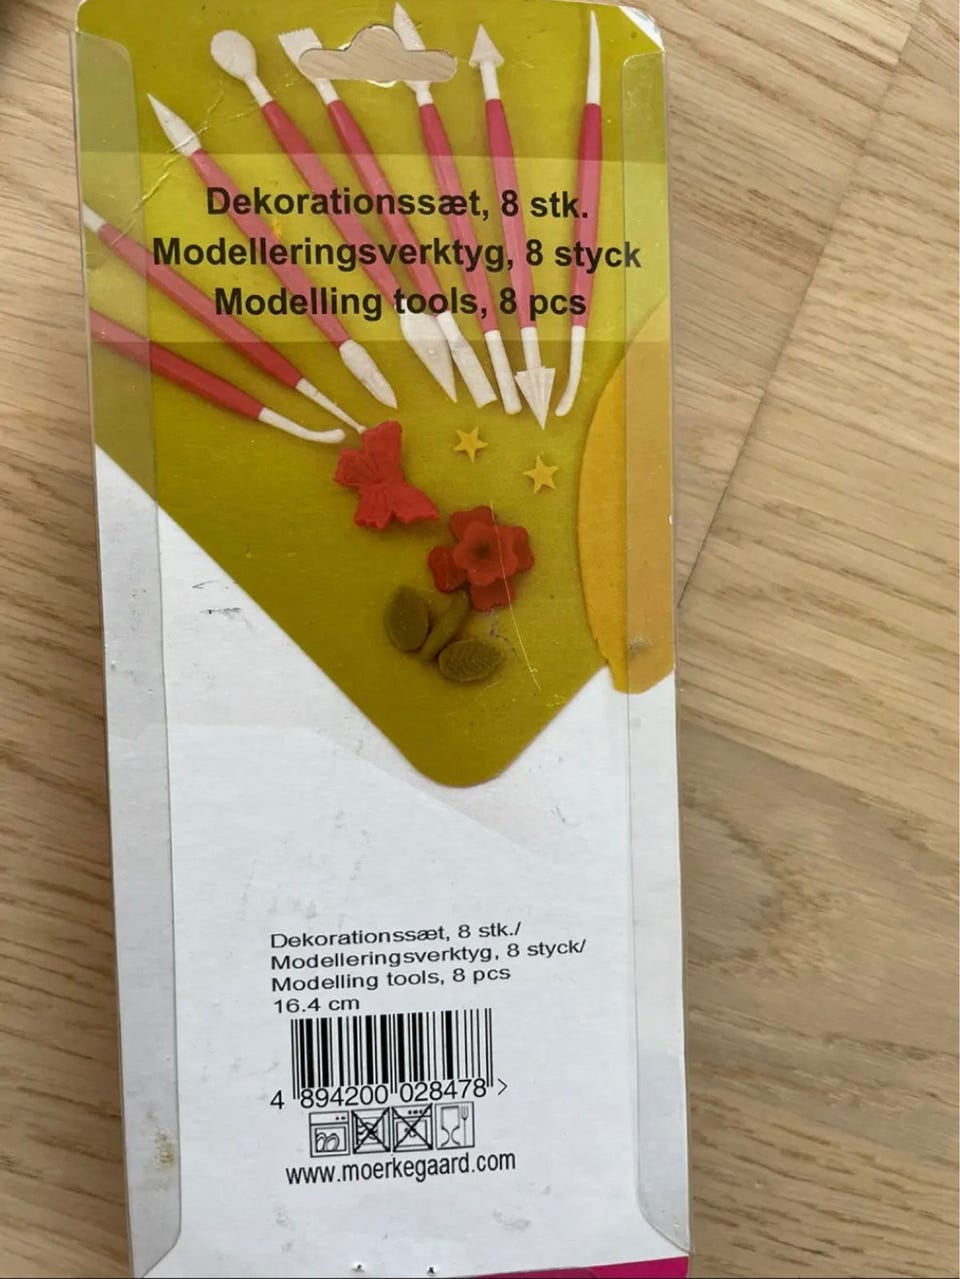 Dekorationssæt, 8 stk.
Modelleringsverktyg, 8 styck
Modelling tools, 8 pcs
Dekorationssæt, 8 stk./
Modelleringsverktyg, 8 styck/
Modelling tools, 8 pcs
16.4 cm
4 894200 028478 >
www.moerkegaard.com